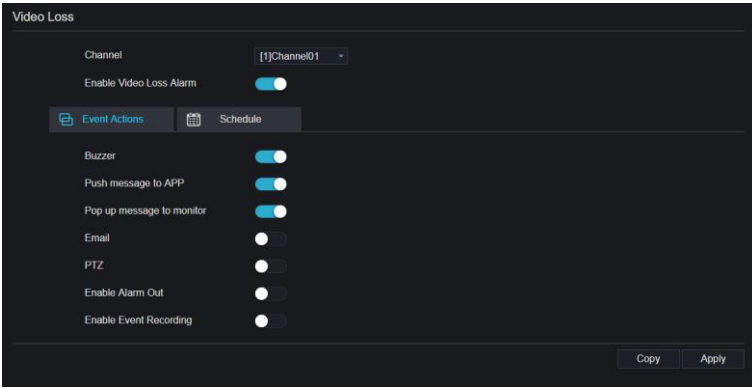 Video Loss
Channel [1]Channel01
Enable Video Loss Alarm
Event Actions Schedule
Buzzer
Push message to APP
Pop up message to monitor
Email
PTZ
Enable Alarm Out
Enable Event Recording
Copy Apply